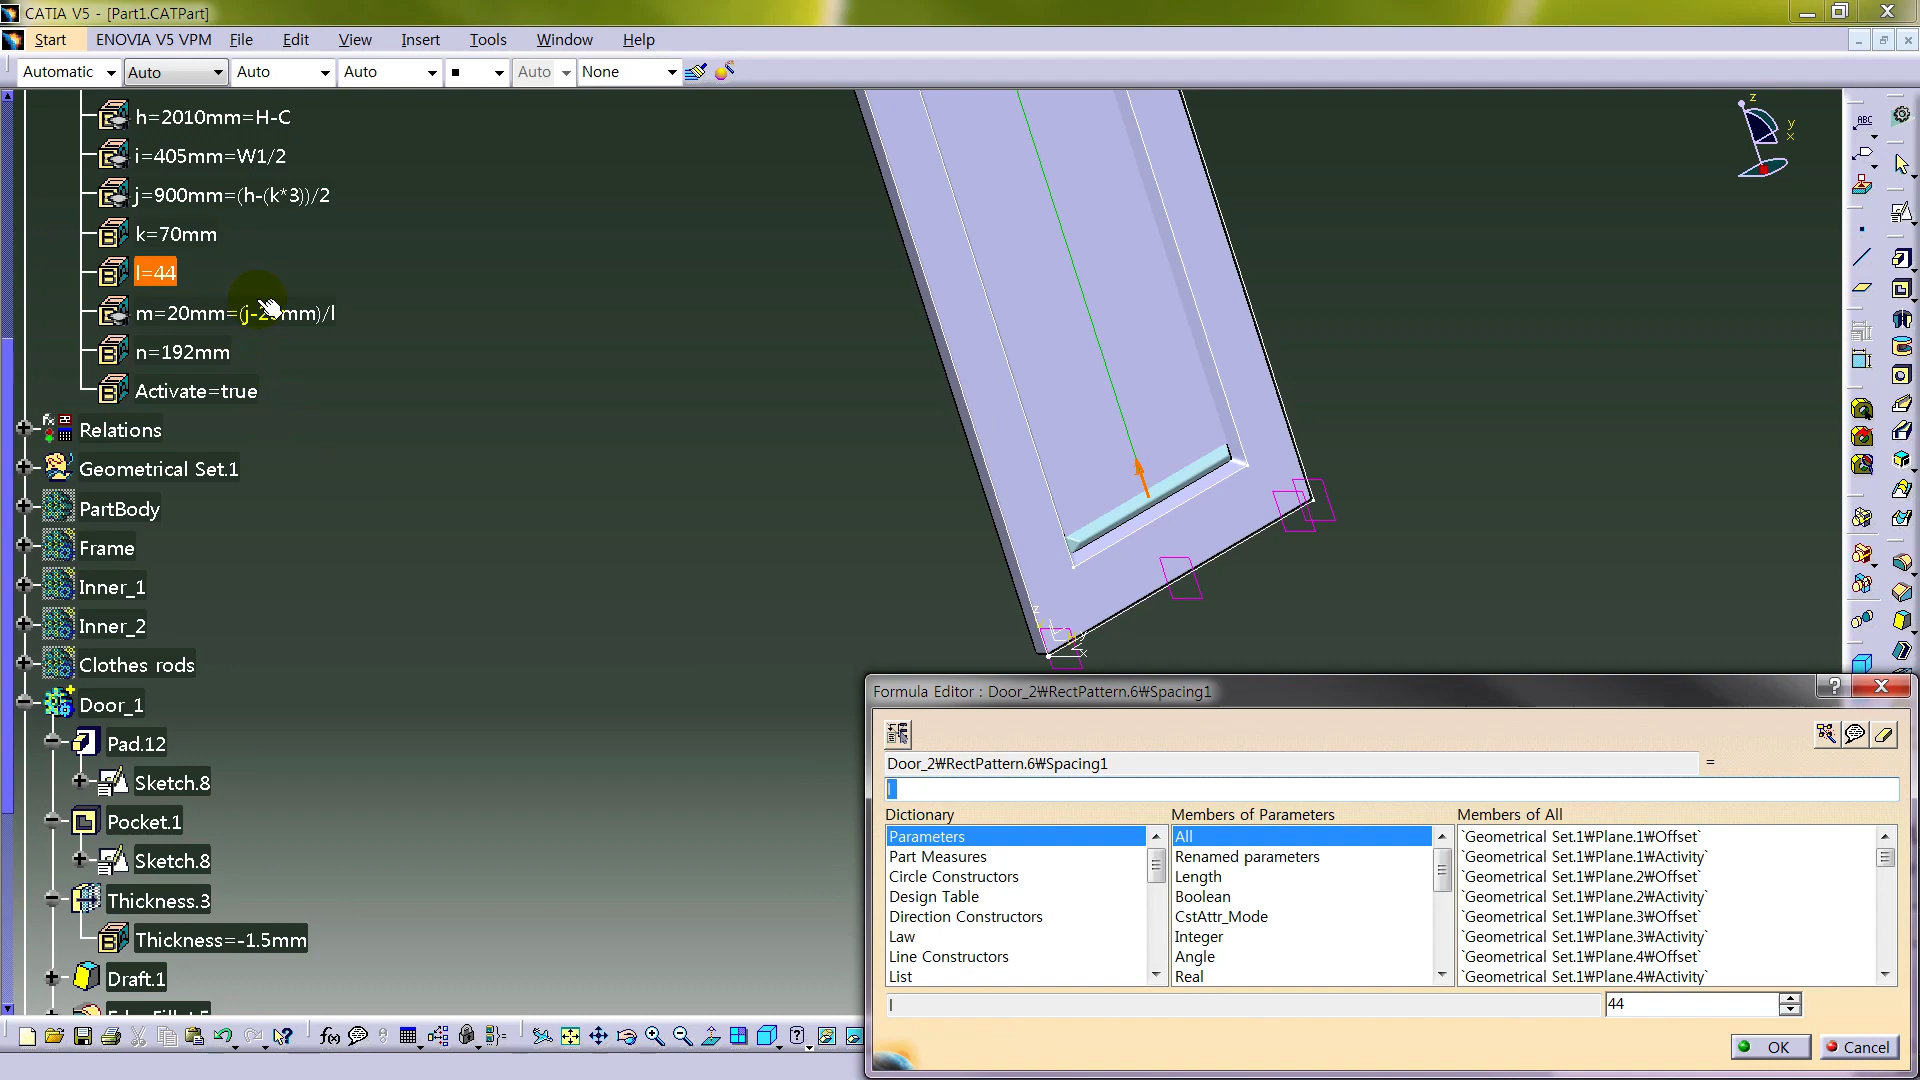 CATIA V5 - [Part1.CATPart]
Start ENOVIA V5 VPM File Edit View Insert Tools Window Help
Automatic Auto Auto Auto Auto None
h=2010mm=H-C
i=405mm=W1/2
j=900mm=(h-(k*3))/2
k=70mm
l=44
m=20mm=(j-2 mm)/l
n=192mm
Activate=true
Relations
Geometrical Set.1
PartBody
Frame
Inner_1
Inner_2
Clothes rods
Door_1
Pad.12
Sketch.8
Pocket.1
Sketch.8
Thickness.3
Thickness=-1.5mm
Draft.1
z
y
x
ABC
z
y
x
Formula Editor : Door_2₩RectPattern.6₩Spacing1
Door_2₩RectPattern.6₩Spacing1 =
l
Dictionary Members of Parameters Members of All
Parameters All `Geometrical Set.1₩Plane.1₩Offset`
Part Measures Renamed parameters `Geometrical Set.1₩Plane.1₩Activity`
Circle Constructors Length `Geometrical Set.1₩Plane.2₩Offset`
Design Table Boolean `Geometrical Set.1₩Plane.2₩Activity`
Direction Constructors CstAttr_Mode `Geometrical Set.1₩Plane.3₩Offset`
Law Integer `Geometrical Set.1₩Plane.3₩Activity`
Line Constructors Angle `Geometrical Set.1₩Plane.4₩Offset`
List Real `Geometrical Set.1₩Plane.4₩Activity`
l 44
OK Cancel